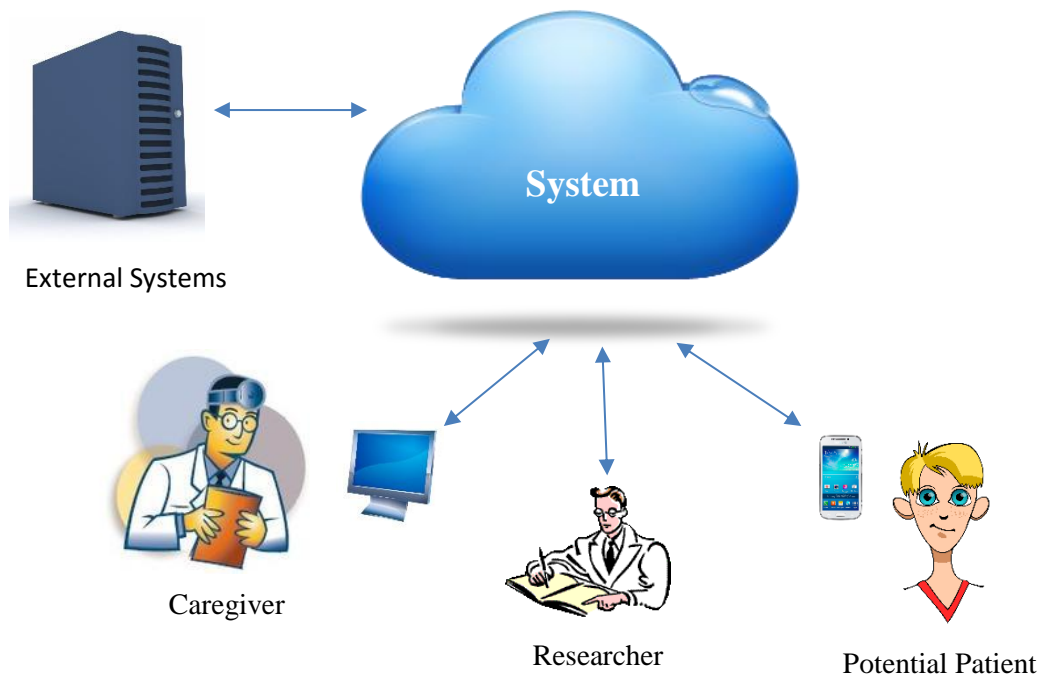 System
External Systems
Caregiver
Researcher
Potential Patient